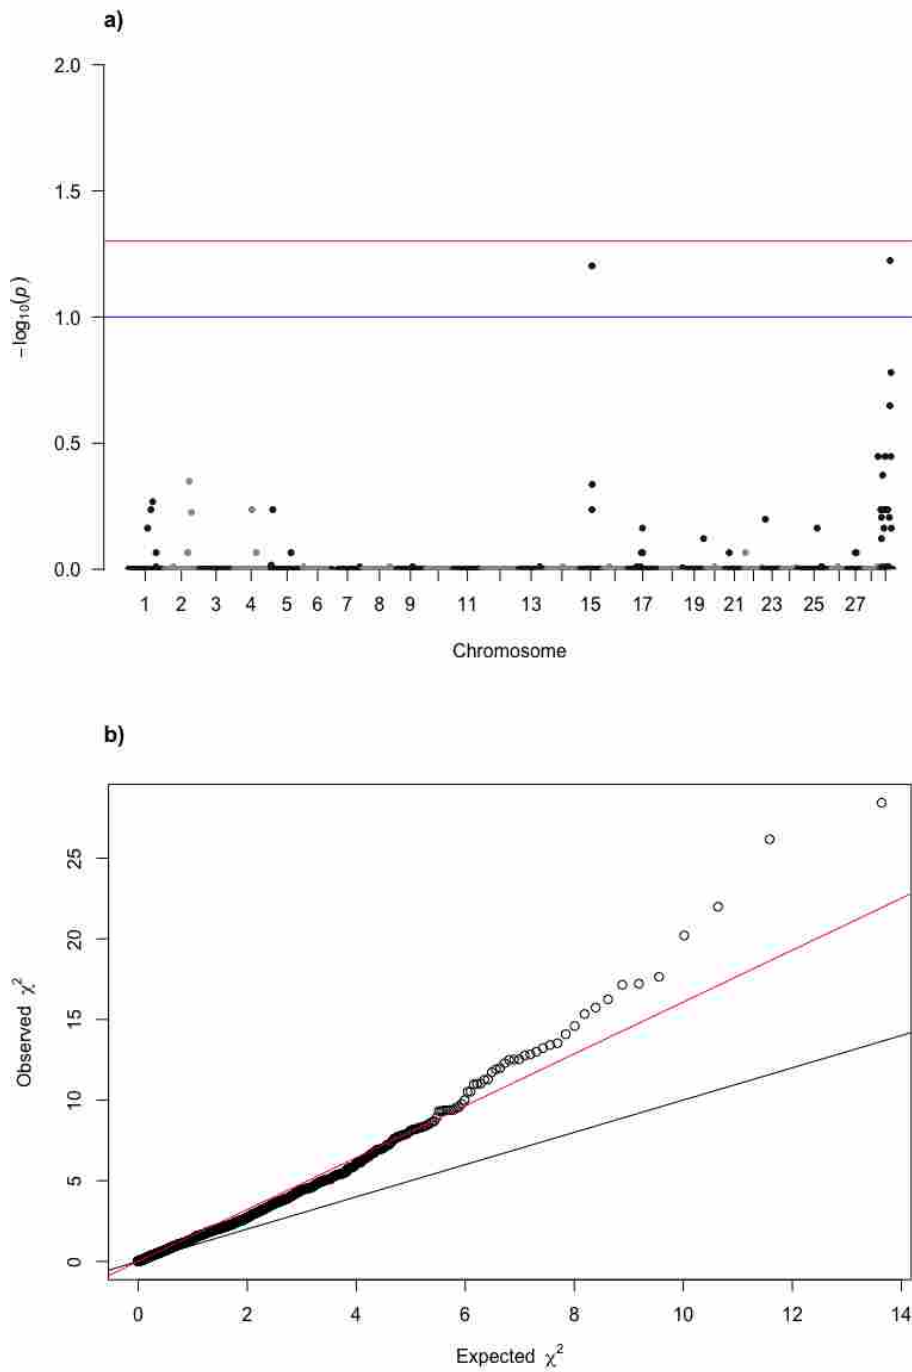 a)
2.0
1.5
1.0
0.5
0.0
−log₁₀(p)
1 2 3 4 5 6 7 8 9 11 13 15 17 19 21 23 25 27
Chromosome
b)
25
20
15
10
5
0
Observed χ²
0 2 4 6 8 10 12 14
Expected χ²